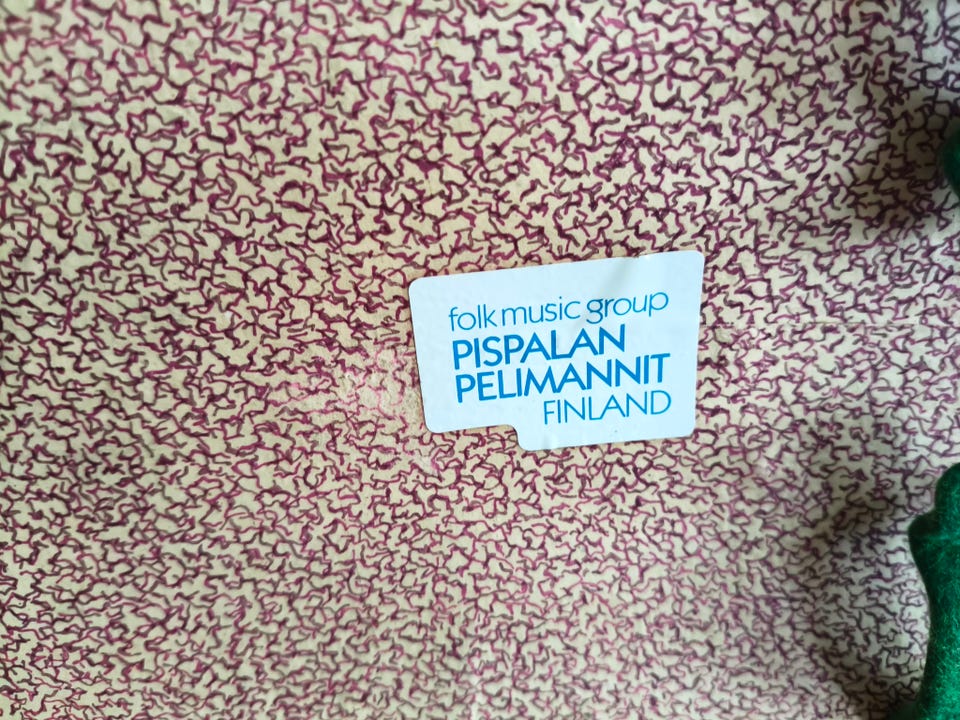 folk music group
PISPALAN
PELIMANNIT
FINLAND